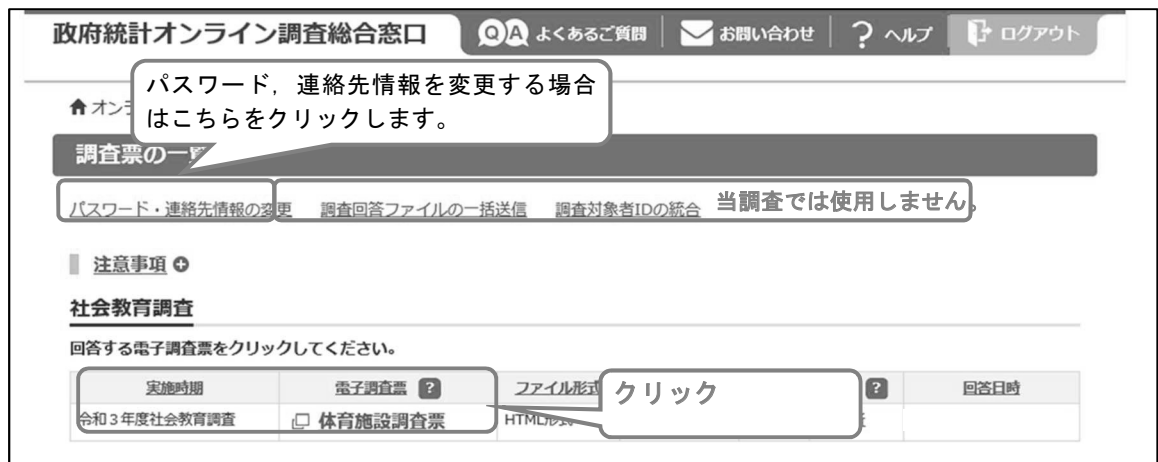 政府統計オンライン調査総合窓口
QA よくあるご質問 お問い合わせ ? ヘルプ ログアウト
パスワード，連絡先情報を変更する場合
はこちらをクリックします。
オン
調査票の一
パスワード・連絡先情報の変更 調査回答ファイルの一括送信 調査対象者IDの統合 当調査では使用しません。
注意事項
社会教育調査
回答する電子調査票をクリックしてください。
実施時期 電子調査票 ? ファイル形式 クリック ? 回答日時
令和３年度社会教育調査 体育施設調査票 HTML形式